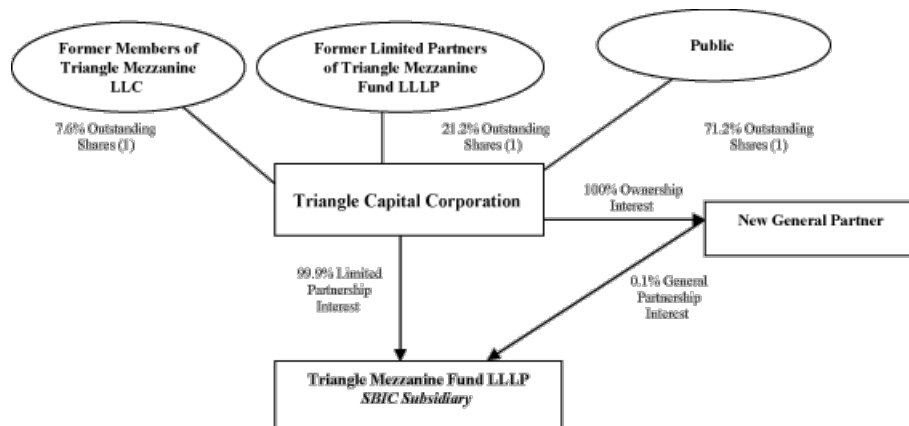 Former Members of
Triangle Mezzanine
LLC
Former Limited Partners
of Triangle Mezzanine
Fund LLLP
Public
7.6% Outstanding
Shares (1)
21.2% Outstanding
Shares (1)
71.2% Outstanding
Shares (1)
Triangle Capital Corporation
100% Ownership
Interest
New General Partner
99.9% Limited
Partnership
Interest
0.1% General
Partnership
Interest
Triangle Mezzanine Fund LLLP
SBIC Subsidiary